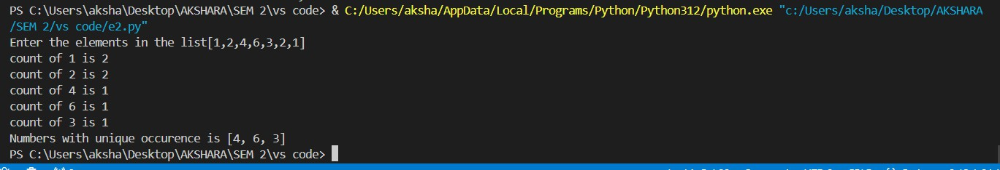 PS C:\Users\aksha\Desktop\AKSHARA\SEM 2\vs code> & C:/Users/aksha/AppData/Local/Programs/Python/Python312/python.exe "c:/Users/aksha/Desktop/AKSHARA
/SEM 2/vs code/e2.py"
Enter the elements in the list[1,2,4,6,3,2,1]
count of 1 is 2
count of 2 is 2
count of 4 is 1
count of 6 is 1
count of 3 is 1
Numbers with unique occurence is [4, 6, 3]
PS C:\Users\aksha\Desktop\AKSHARA\SEM 2\vs code>